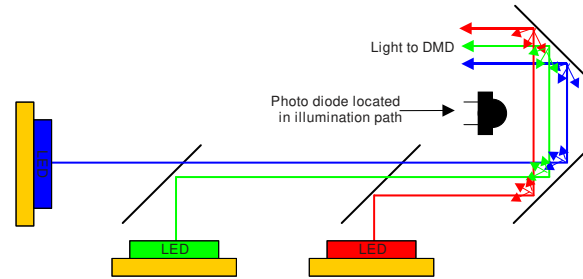 Light to DMD
Photo diode located
in illumination path
LED
LED
LED